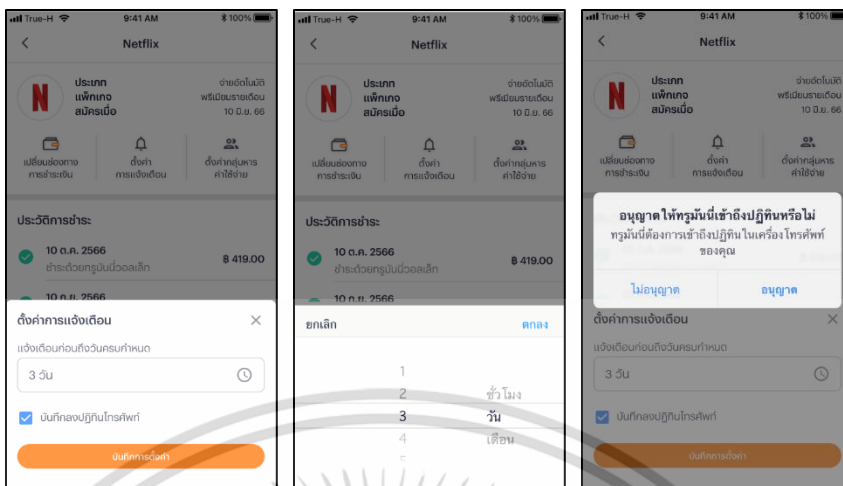 True-H 9:41 AM 100%
Netflix
ประเภท จ่ายอัตโนมัติ
แพ็กเกจ พรีเมียมรายเดือน
สมัครเมื่อ 10 มิ.ย. 66
เปลี่ยนช่องทาง
การชำระเงิน
ตั้งค่า
การแจ้งเตือน
ตั้งค่ากลุ่มหาร
ค่าใช้จ่าย
ประวัติการชำระ
10 ต.ค. 2566
ชำระด้วยทรูมันนี่วอลเล็ท
฿ 419.00
10 ก.ย. 2566
ตั้งค่าการแจ้งเตือน
แจ้งเตือนก่อนถึงวันครบกำหนด
3 วัน
บันทึกลงปฏิทินโทรศัพท์
บันทึกการตั้งค่า
True-H 9:41 AM 100%
Netflix
ประเภท จ่ายอัตโนมัติ
แพ็กเกจ พรีเมียมรายเดือน
สมัครเมื่อ 10 มิ.ย. 66
เปลี่ยนช่องทาง
การชำระเงิน
ตั้งค่า
การแจ้งเตือน
ตั้งค่ากลุ่มหาร
ค่าใช้จ่าย
ประวัติการชำระ
10 ต.ค. 2566
ชำระด้วยทรูมันนี่วอลเล็ท
฿ 419.00
10 ก.ย. 2566
ยกเลิก ตกลง
1
2 ชั่วโมง
3 วัน
4 เดือน
5
True-H 9:41 AM 100%
Netflix
ประเภท จ่ายอัตโนมัติ
แพ็กเกจ พรีเมียมรายเดือน
สมัครเมื่อ 10 มิ.ย. 66
เปลี่ยนช่องทาง
การชำระเงิน
ตั้งค่า
การแจ้งเตือน
ตั้งค่ากลุ่มหาร
ค่าใช้จ่าย
อนุญาตให้ทรูมันนี่เข้าถึงปฏิทินหรือไม่
ทรูมันนี่ต้องการเข้าถึงปฏิทินในเครื่องโทรศัพท์
ของคุณ
ไม่อนุญาต อนุญาต
ตั้งค่าการแจ้งเตือน
แจ้งเตือนก่อนถึงวันครบกำหนด
3 วัน
บันทึกลงปฏิทินโทรศัพท์
บันทึกการตั้งค่า